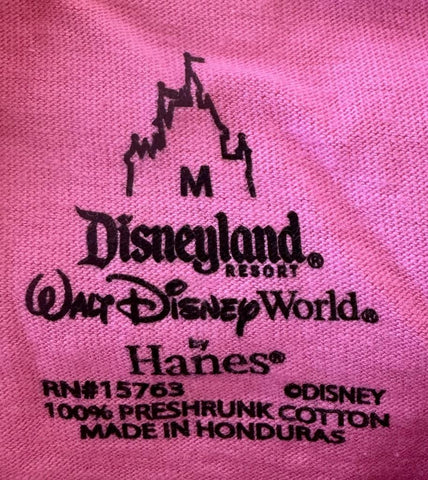 M
Disneyland®
RESORT
Walt Disney World®
by
Hanes®
RN#15763 ©DISNEY
100% PRESHRUNK COTTON
MADE IN HONDURAS